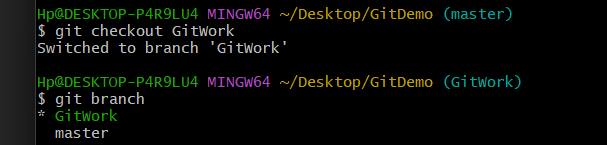 Hp@DESKTOP-P4R9LU4 MINGW64 ~/Desktop/GitDemo (master)
$ git checkout GitWork
Switched to branch 'GitWork'
Hp@DESKTOP-P4R9LU4 MINGW64 ~/Desktop/GitDemo (GitWork)
$ git branch
* GitWork
  master